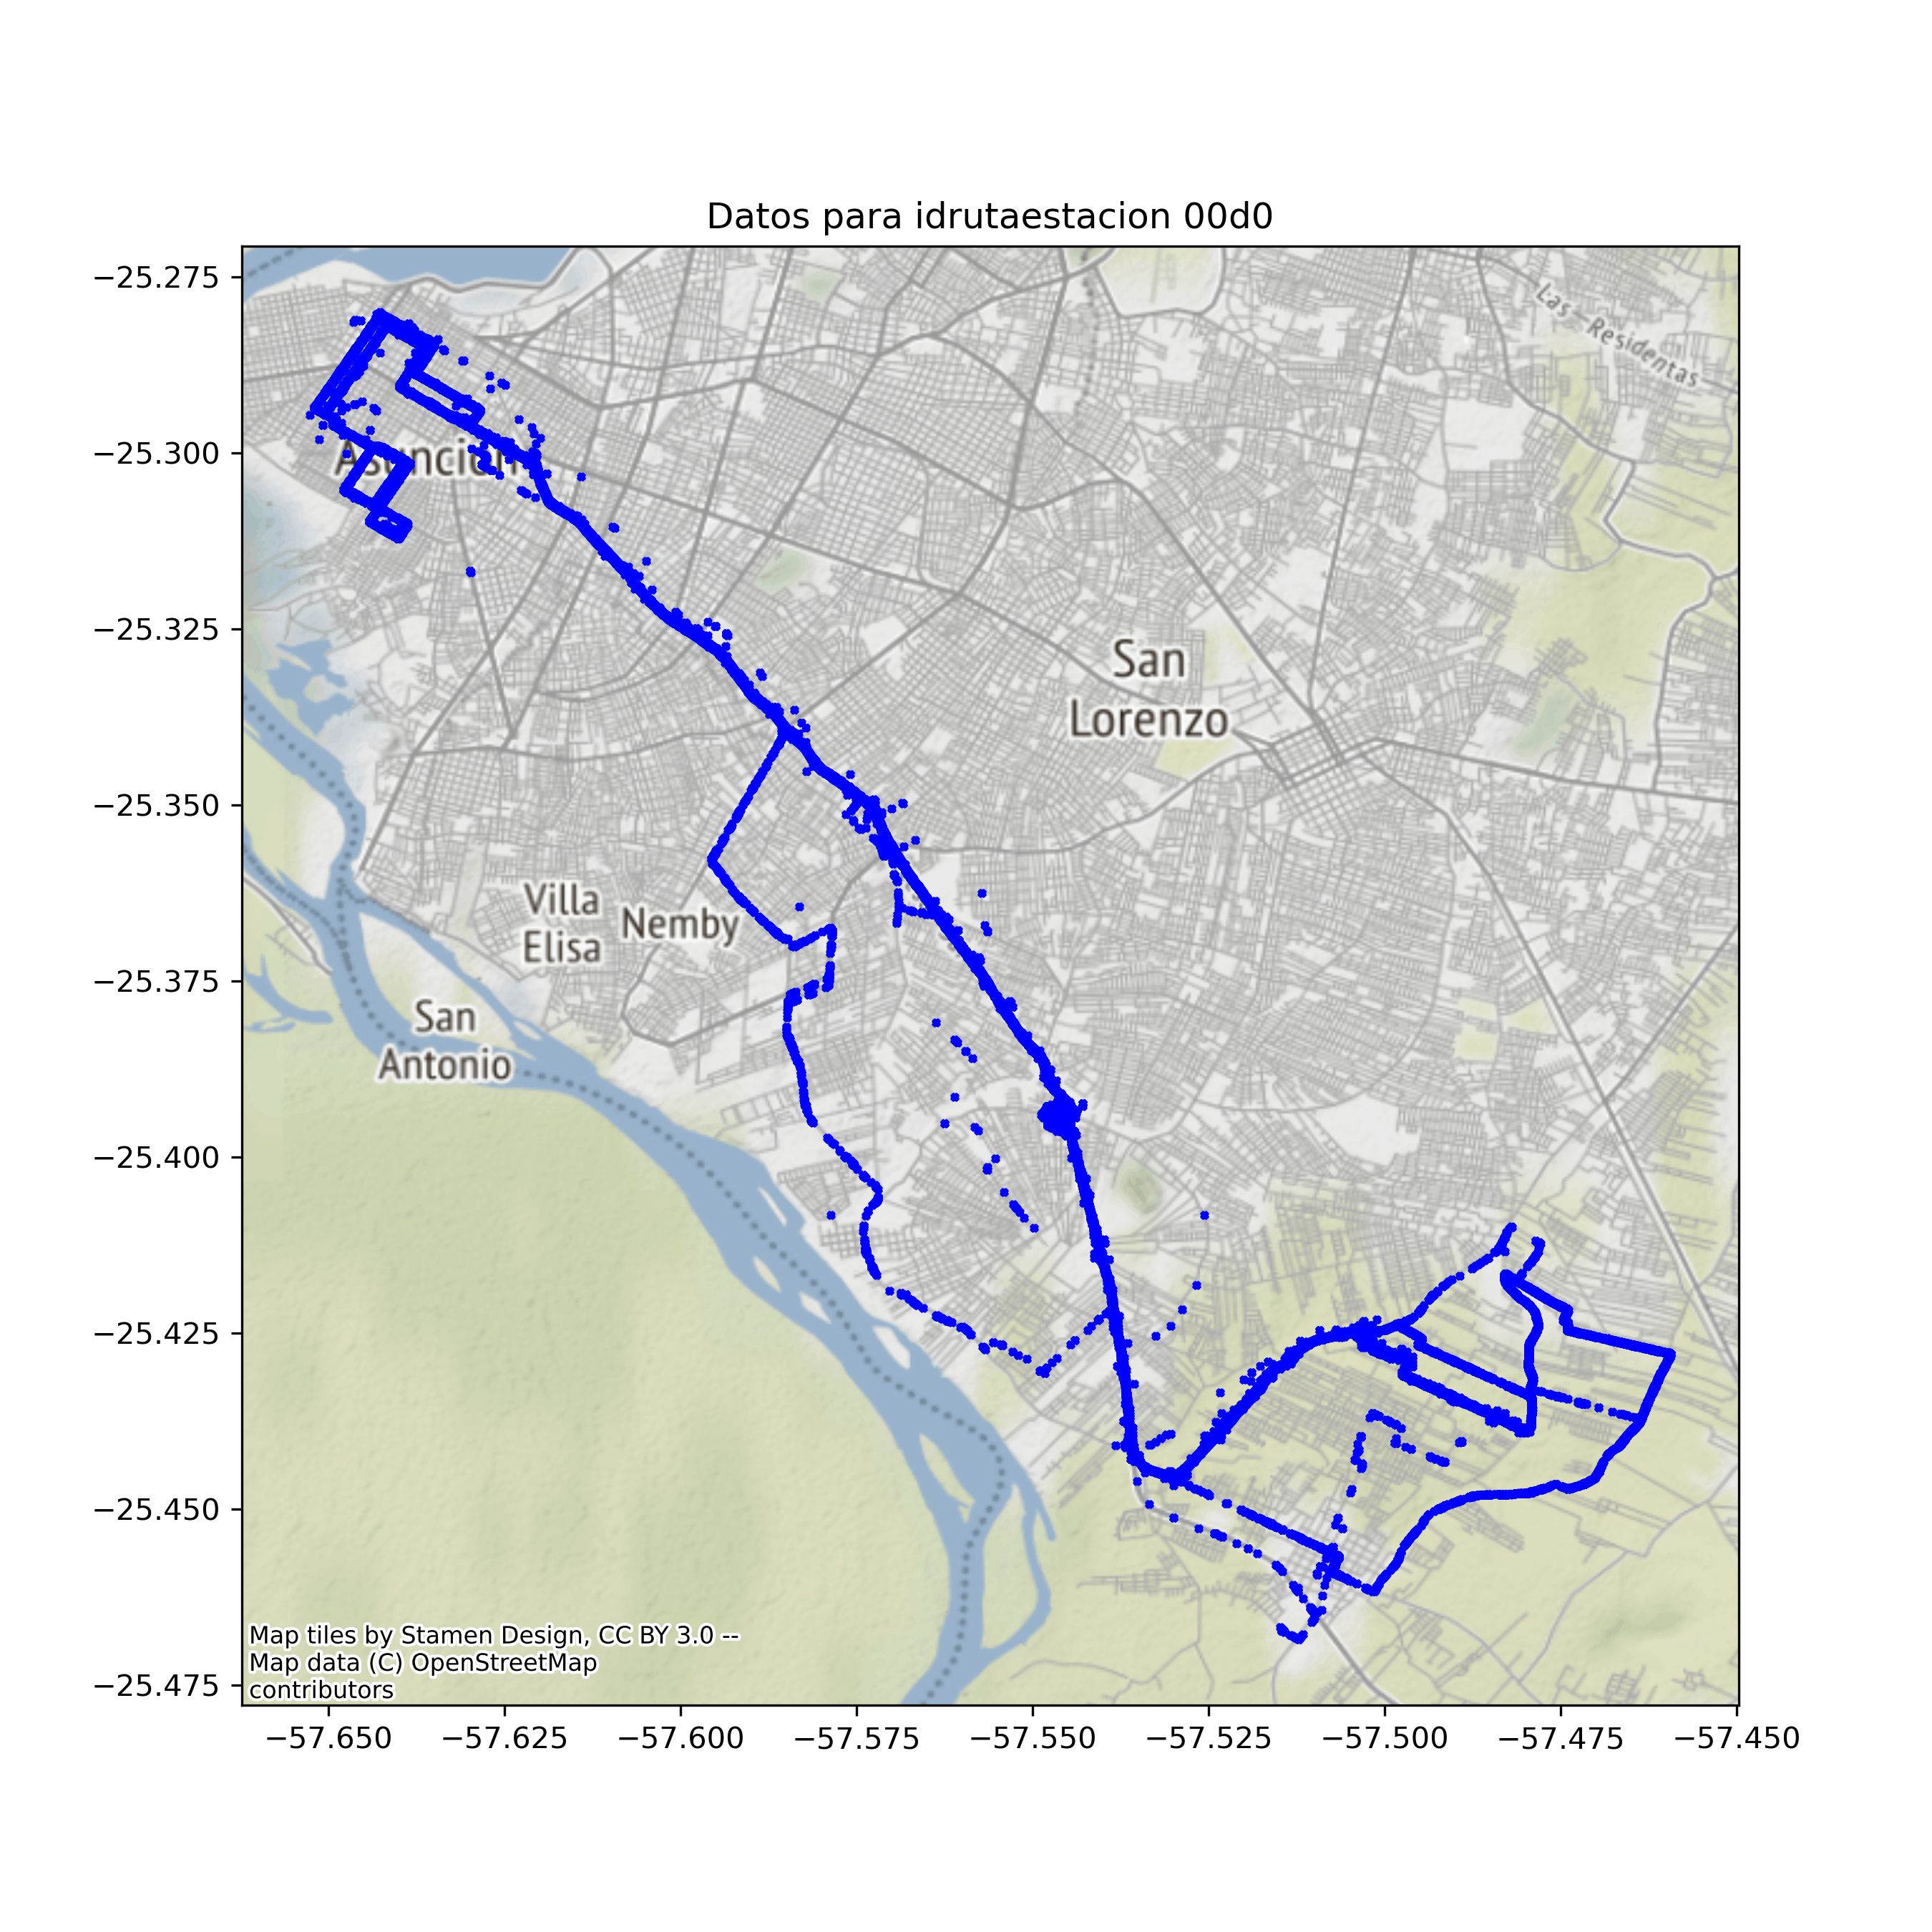 Datos para idrutaestacion 00d0
−25.275
−25.300
−25.325
−25.350
−25.375
−25.400
−25.425
−25.450
−25.475
Las Residentas
Asuncion
San
Lorenzo
Villa
Elisa
Nemby
San
Antonio
Map tiles by Stamen Design, CC BY 3.0 --
Map data (C) OpenStreetMap
contributors
−57.650
−57.625
−57.600
−57.575
−57.550
−57.525
−57.500
−57.475
−57.450